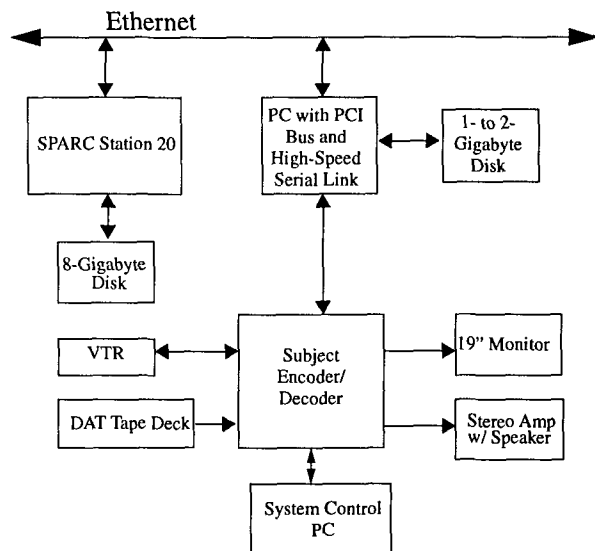 Ethernet
SPARC Station 20
PC with PCI
Bus and
High-Speed
Serial Link
1- to 2-
Gigabyte
Disk
8-Gigabyte
Disk
VTR
DAT Tape Deck
Subject
Encoder/
Decoder
19" Monitor
Stereo Amp
w/ Speaker
System Control
PC